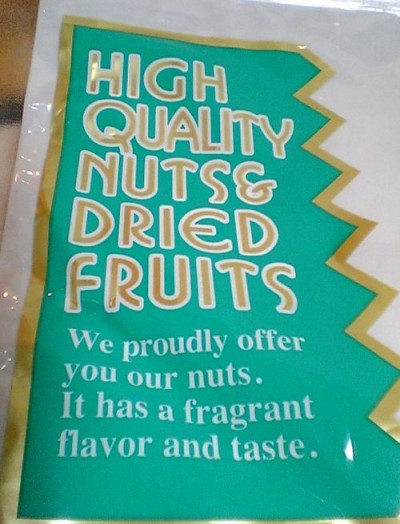 HIGH
QUALITY
NUTS&
DRIED
FRUITS
We proudly offer
you our nuts.
It has a fragrant
flavor and taste.